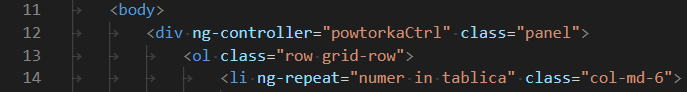 11 <body>
12 <div ng-controller="powtorkaCtrl" class="panel">
13 <ol class="row grid-row">
14 <li ng-repeat="numer in tablica" class="col-md-6">